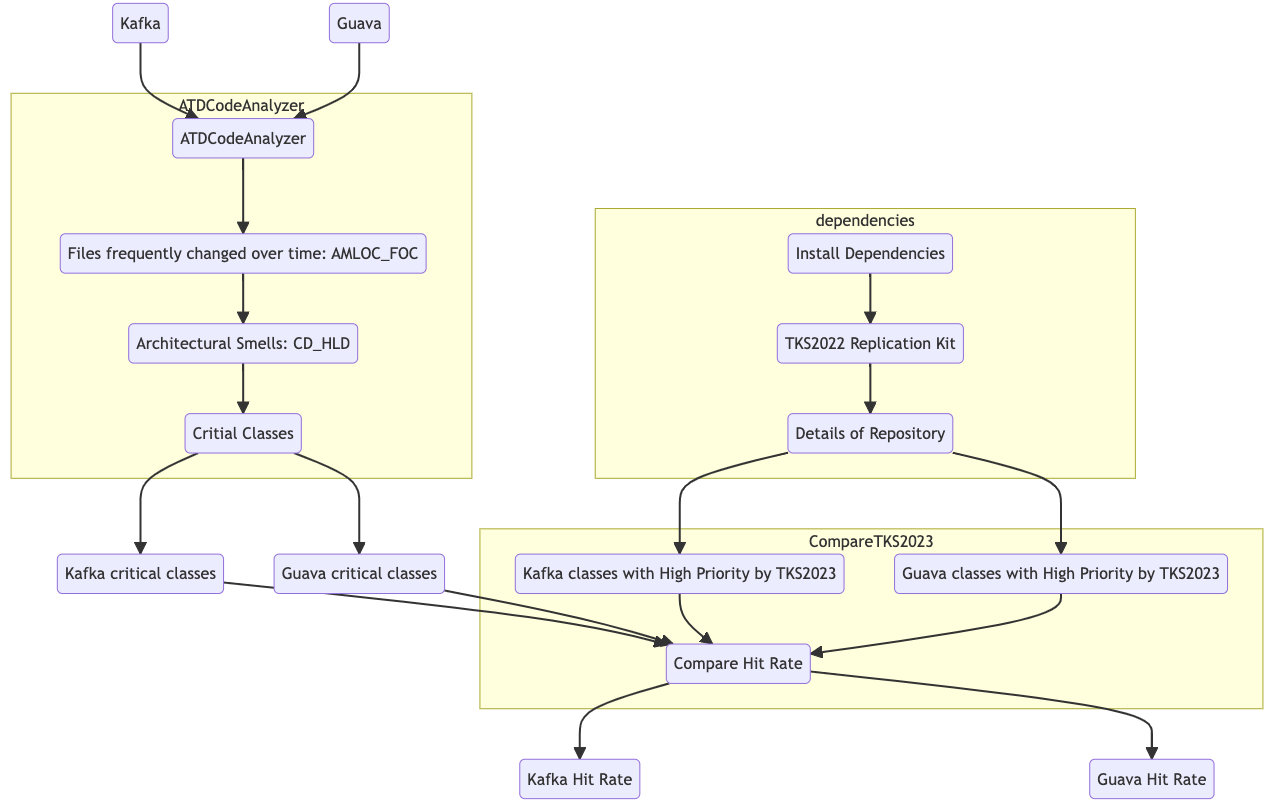 Kafka
Guava
ATDCodeAnalyzer
ATDCodeAnalyzer
Files frequently changed over time: AMLOC_FOC
Architectural Smells: CD_HLD
Critial Classes
dependencies
Install Dependencies
TKS2022 Replication Kit
Details of Repository
Kafka critical classes
Guava critical classes
CompareTKS2023
Kafka classes with High Priority by TKS2023
Guava classes with High Priority by TKS2023
Compare Hit Rate
Kafka Hit Rate
Guava Hit Rate